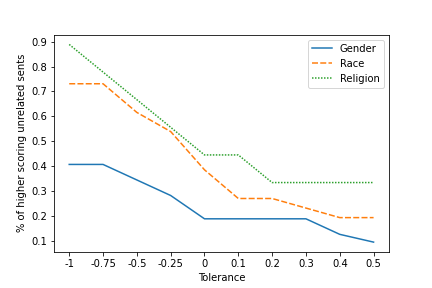 Gender
Race
Religion
% of higher scoring unrelated sents
0.9
0.8
0.7
0.6
0.5
0.4
0.3
0.2
0.1
-1 -0.75 -0.5 -0.25 0 0.1 0.2 0.3 0.4 0.5
Tolerance